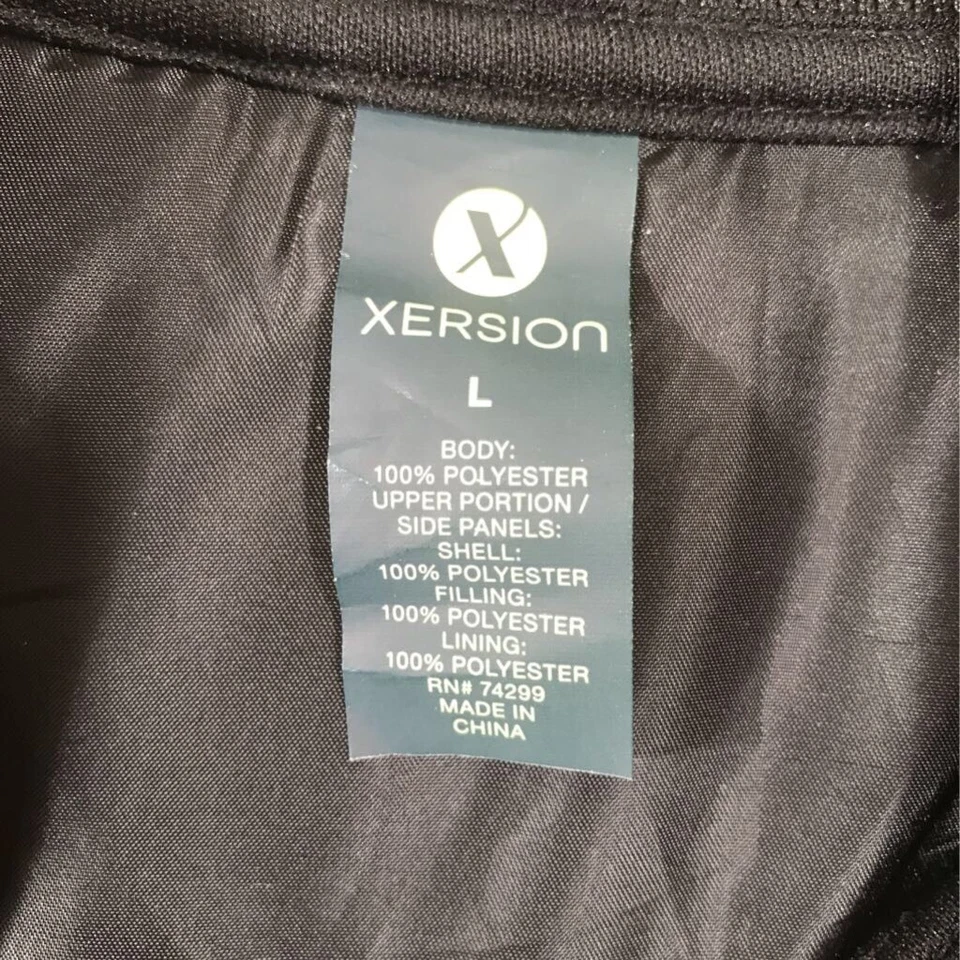 X
XERSION
L
BODY:
100% POLYESTER
UPPER PORTION /
SIDE PANELS:
SHELL:
100% POLYESTER
FILLING:
100% POLYESTER
LINING:
100% POLYESTER
RN# 74299
MADE IN
CHINA